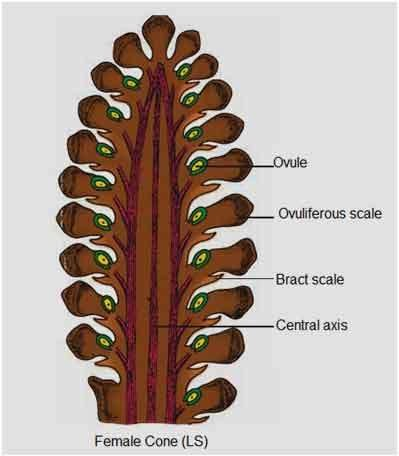 Ovule
Ovuliferous scale
Bract scale
Central axis
Female Cone (LS)